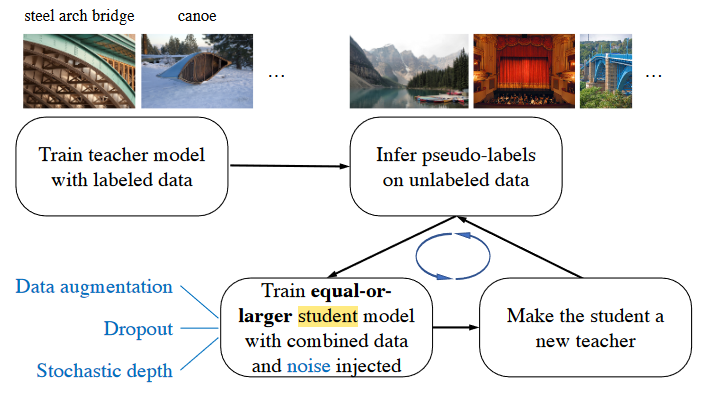 steel arch bridge
canoe
...
...
Train teacher model
with labeled data
Infer pseudo-labels
on unlabeled data
Data augmentation
Dropout
Stochastic depth
Train equal-or-
larger student model
with combined data
and noise injected
Make the student a
new teacher